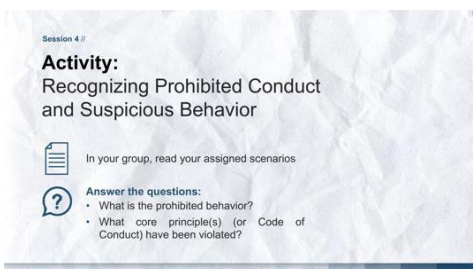 Session 4 //
Activity:
Recognizing Prohibited Conduct
and Suspicious Behavior
In your group, read your assigned scenarios
?
Answer the questions:
• What is the prohibited behavior?
• What core principle(s) (or Code of
Conduct) have been violated?